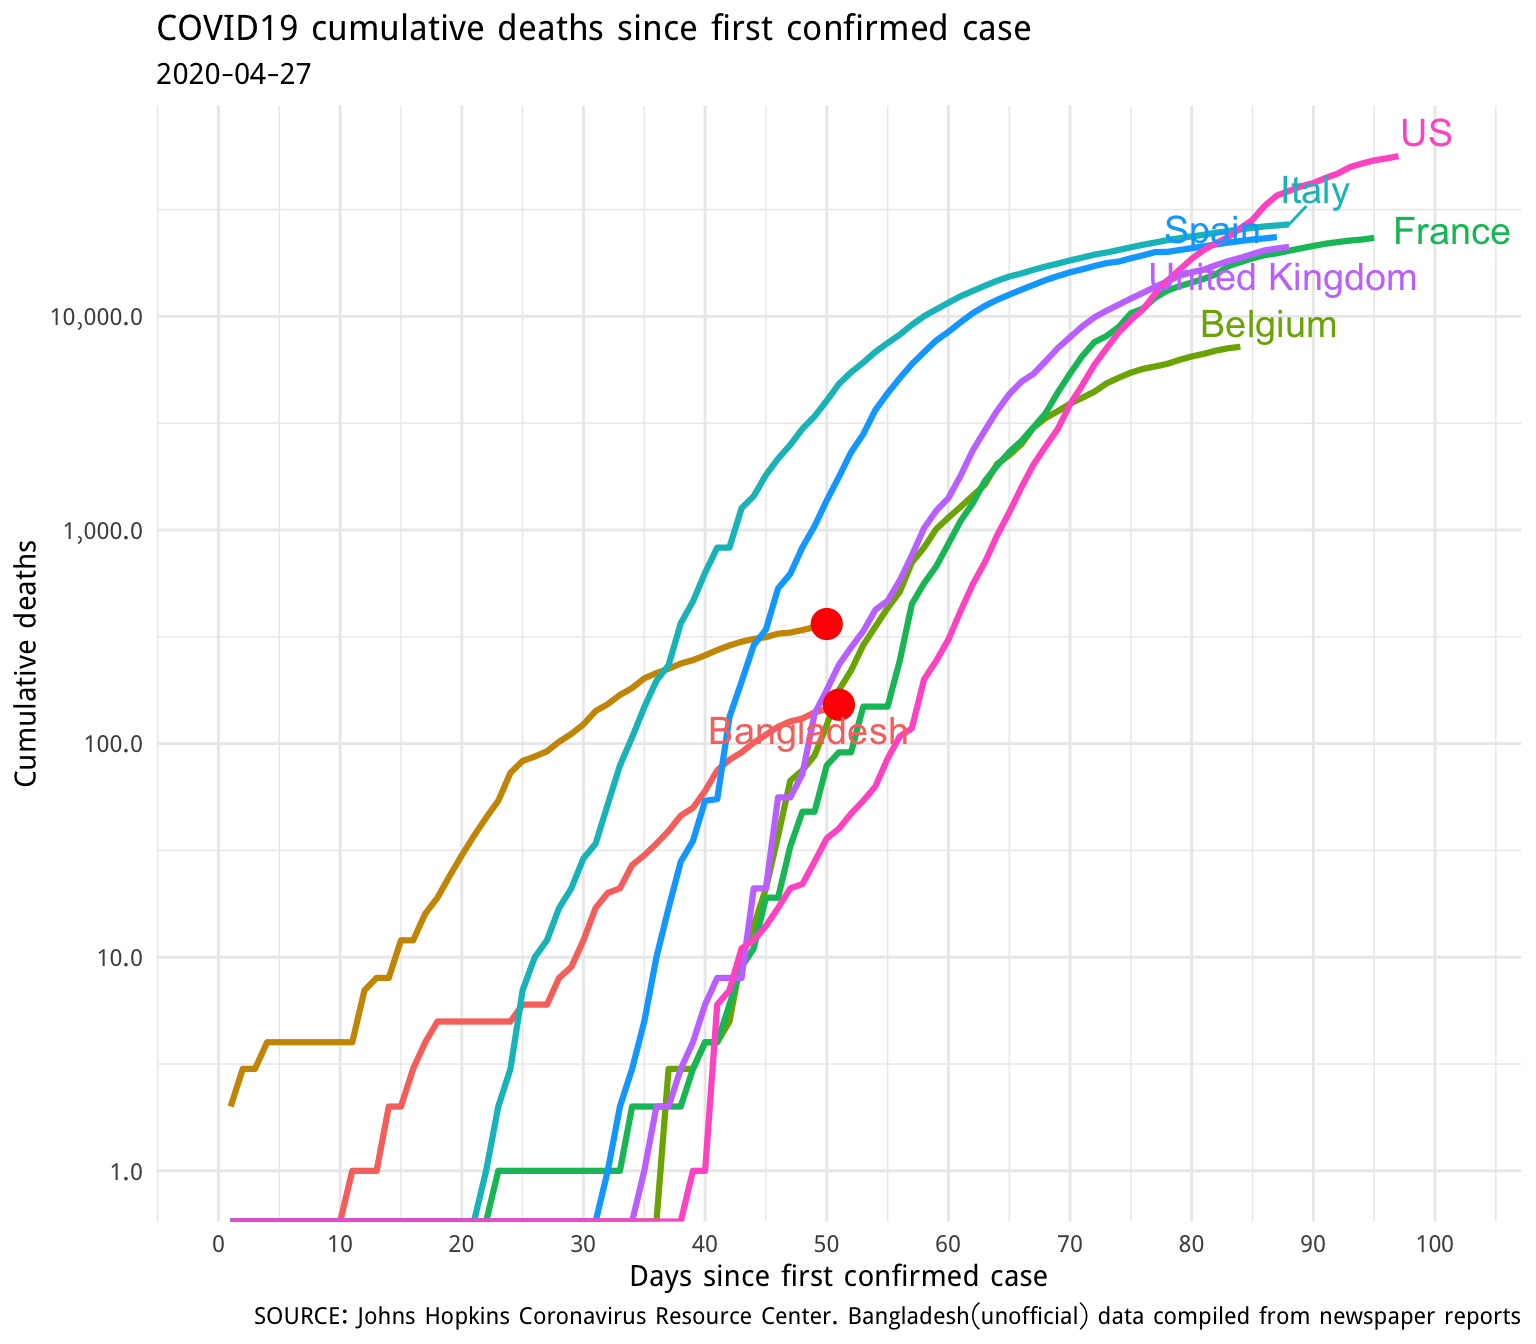 COVID19 cumulative deaths since first confirmed case
2020-04-27
US
Italy
Spain
France
United Kingdom
Belgium
Bangladesh
Cumulative deaths
10,000.0
1,000.0
100.0
10.0
1.0
0 10 20 30 40 50 60 70 80 90 100
Days since first confirmed case
SOURCE: Johns Hopkins Coronavirus Resource Center. Bangladesh(unofficial) data compiled from newspaper reports